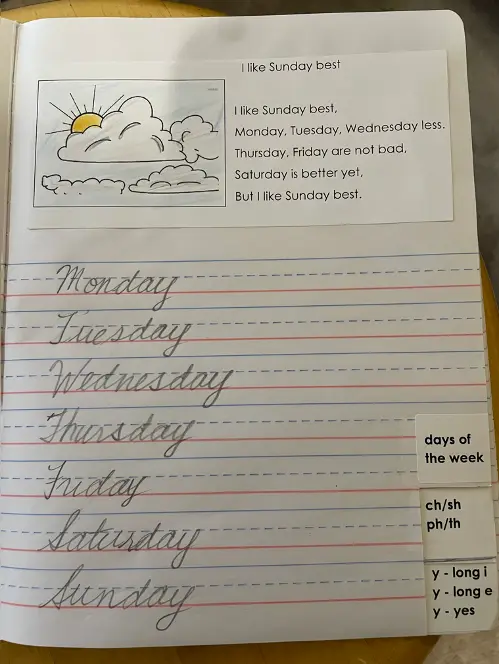 I like Sunday best
I like Sunday best,
Monday, Tuesday, Wednesday less.
Thursday, Friday are not bad,
Saturday is better yet,
But I like Sunday best.
Monday
Tuesday
Wednesday
Thursday
Friday
Saturday
Sunday
days of
the week
ch/sh
ph/th
y - long i
y - long e
y - yes